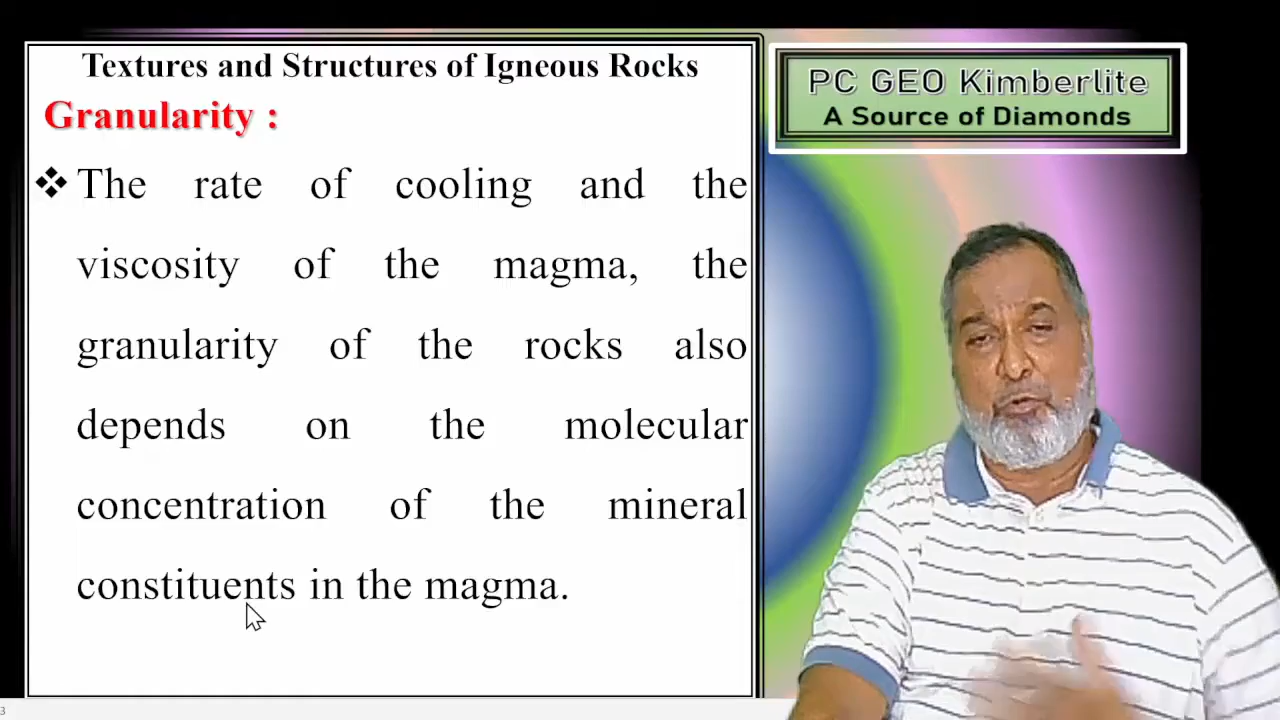 Textures and Structures of Igneous Rocks
Granularity :
❖ The rate of cooling and the
viscosity of the magma, the
granularity of the rocks also
depends on the molecular
concentration of the mineral
constituents in the magma.
PC GEO Kimberlite
A Source of Diamonds
3